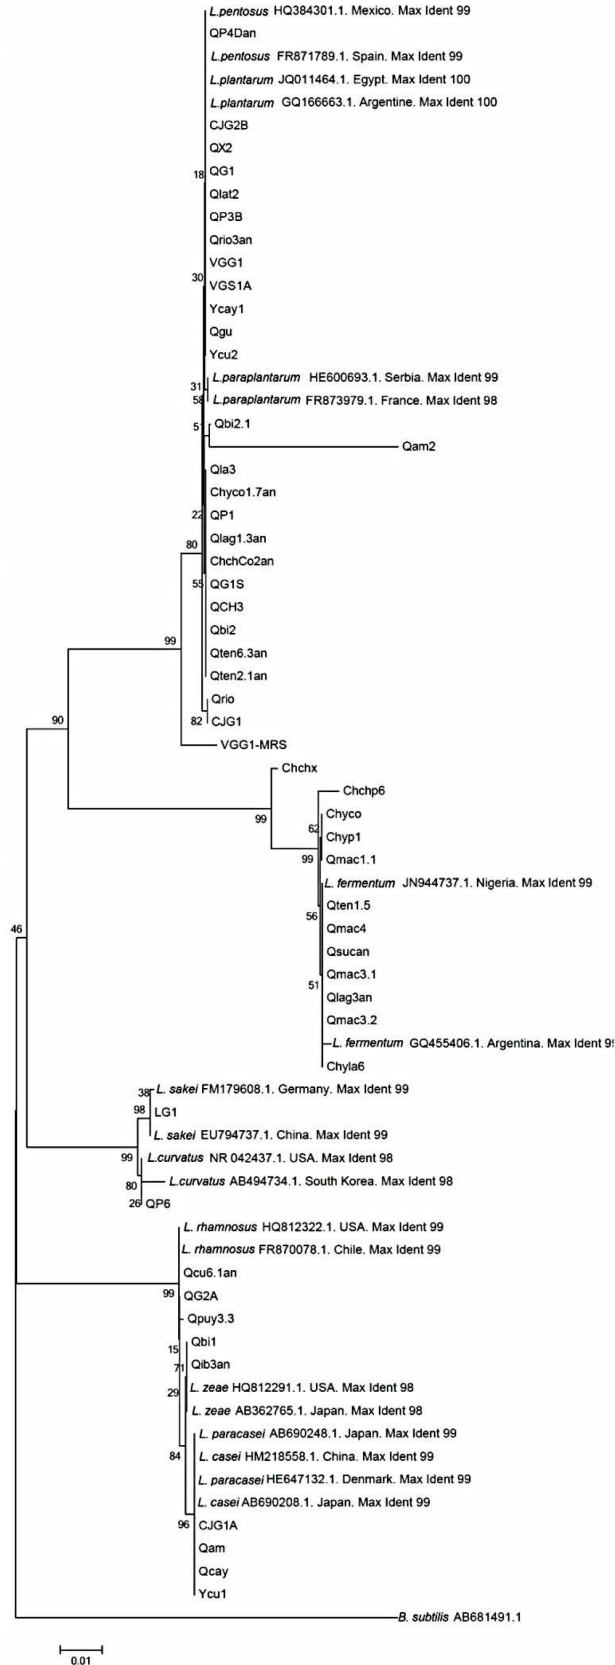 L.pentosus HQ384301.1. Mexico. Max Ident 99
QP4Dan
L.pentosus FR871789.1. Spain. Max Ident 99
L.plantarum JQ011464.1. Egypt. Max Ident 100
L.plantarum GQ166663.1. Argentine. Max Ident 100
CJG2B
QX2
18 QG1
Qlat2
QP3B
Qrio3an
VGG1
30 VGS1A
Ycay1
Qgu
Ycu2
L.paraplantarum HE600693.1. Serbia. Max Ident 99
31
58 L.paraplantarum FR873979.1. France. Max Ident 98
51 Qbi2.1
Qam2
Qla3
Chyco1.7an
22 QP1
Qlag1.3an
80
ChchCo2an
55 QG1S
QCH3
Qbi2
99
Qten6.3an
Qten2.1an
Qrio
82 CJG1
90
VGG1-MRS
Chchx
Chchp6
Chyco
99
62 Chyp1
99 Qmac1.1
L. fermentum JN944737.1. Nigeria. Max Ident 99
Qten1.5
56
Qmac4
46
Qsucan
Qmac3.1
51
Qlag3an
Qmac3.2
L. fermentum GQ455406.1. Argentina. Max Ident
Chyla6
38 L. sakei FM179608.1. Germany. Max Ident 99
98 LG1
L. sakei EU794737.1. China. Max Ident 99
99 L.curvatus NR 042437.1. USA. Max Ident 98
80 L.curvatus AB494734.1. South Korea. Max Ident 98
26 QP6
L. rhamnosus HQ812322.1. USA. Max Ident 99
L. rhamnosus FR870078.1. Chile. Max Ident 99
Qcu6.1an
99 QG2A
Qpuy3.3
15 Qbi1
71 Qib3an
29 L. zeae HQ812291.1. USA. Max Ident 98
L. zeae AB362765.1. Japan. Max Ident 98
L. paracasei AB690248.1. Japan. Max Ident 99
84 L. casei HM218558.1. China. Max Ident 99
L. paracasei HE647132.1. Denmark. Max Ident 99
L. casei AB690208.1. Japan. Max Ident 99
96 CJG1A
Qam
Qcay
Ycu1
B. subtilis AB681491.1
0.01